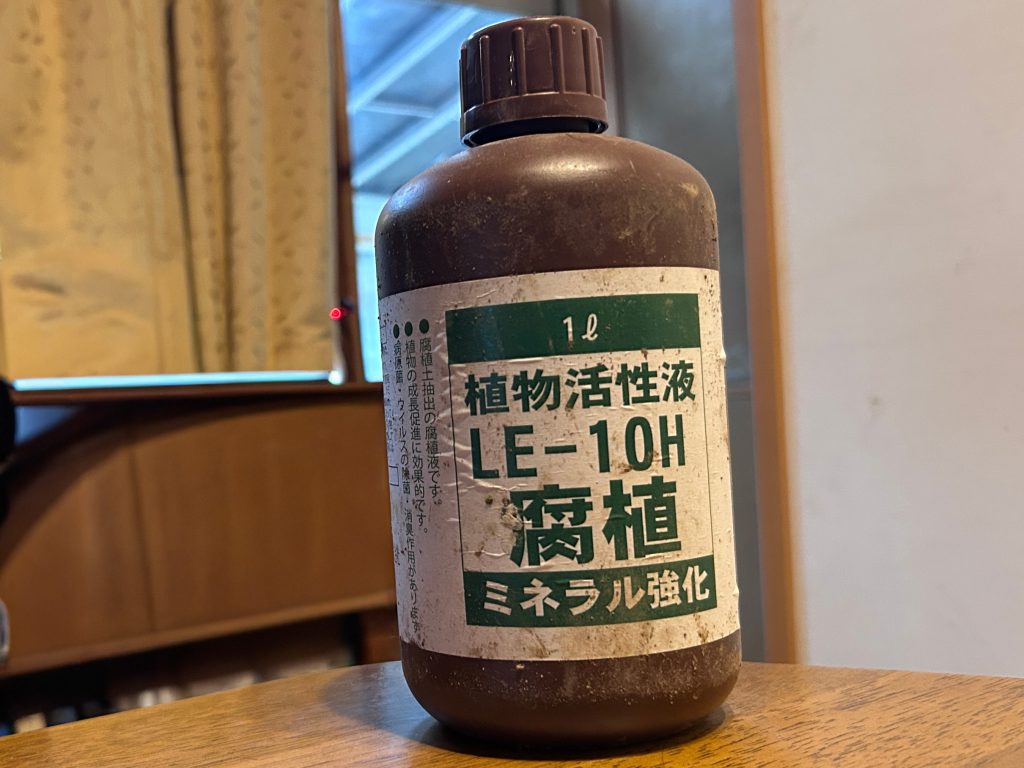 1ℓ
植物活性液
LE-10H
腐植
ミネラル強化
●腐植土抽出の腐植液です。
●植物の成長促進に効果的です。
●病原菌・ウイルスの除菌・消臭作用があります